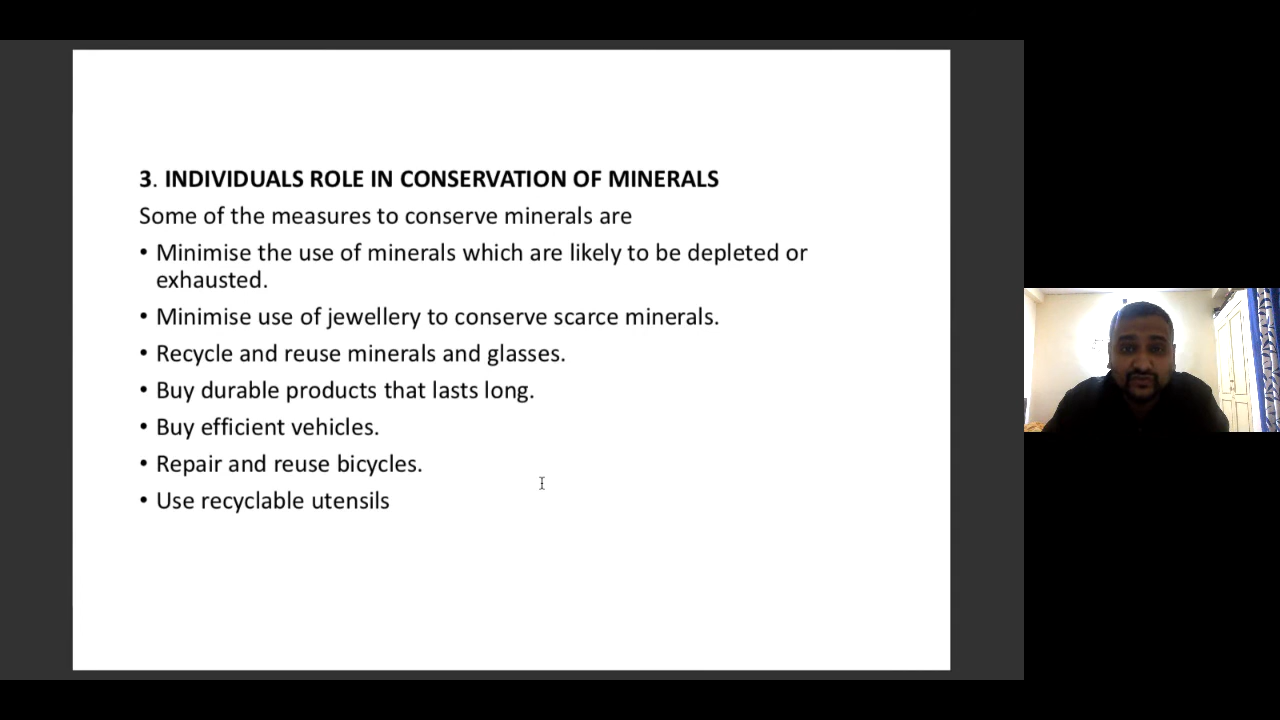 3. INDIVIDUALS ROLE IN CONSERVATION OF MINERALS
Some of the measures to conserve minerals are
• Minimise the use of minerals which are likely to be depleted or
exhausted.
• Minimise use of jewellery to conserve scarce minerals.
• Recycle and reuse minerals and glasses.
• Buy durable products that lasts long.
• Buy efficient vehicles.
• Repair and reuse bicycles.
• Use recyclable utensils